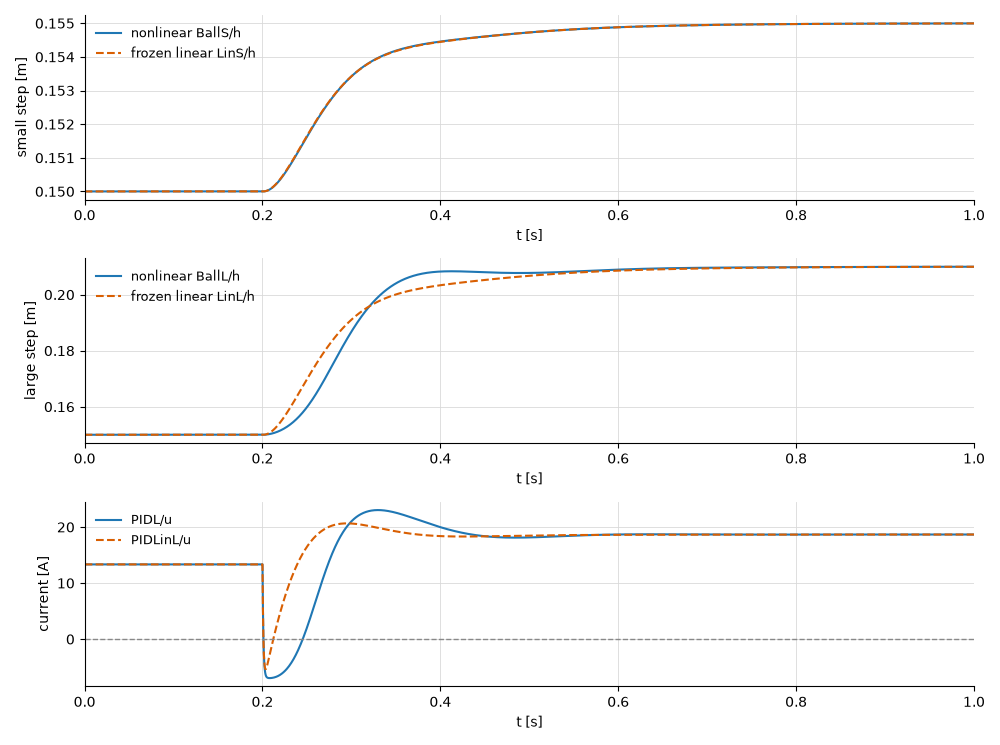 nonlinear BallS/h
frozen linear LinS/h
small step [m]
0.155
0.154
0.153
0.152
0.151
0.150
0.0 0.2 0.4 0.6 0.8 1.0
t [s]
nonlinear BallL/h
frozen linear LinL/h
large step [m]
0.20
0.18
0.16
0.0 0.2 0.4 0.6 0.8 1.0
t [s]
PIDL/u
PIDLinL/u
current [A]
20
10
0
0.0 0.2 0.4 0.6 0.8 1.0
t [s]